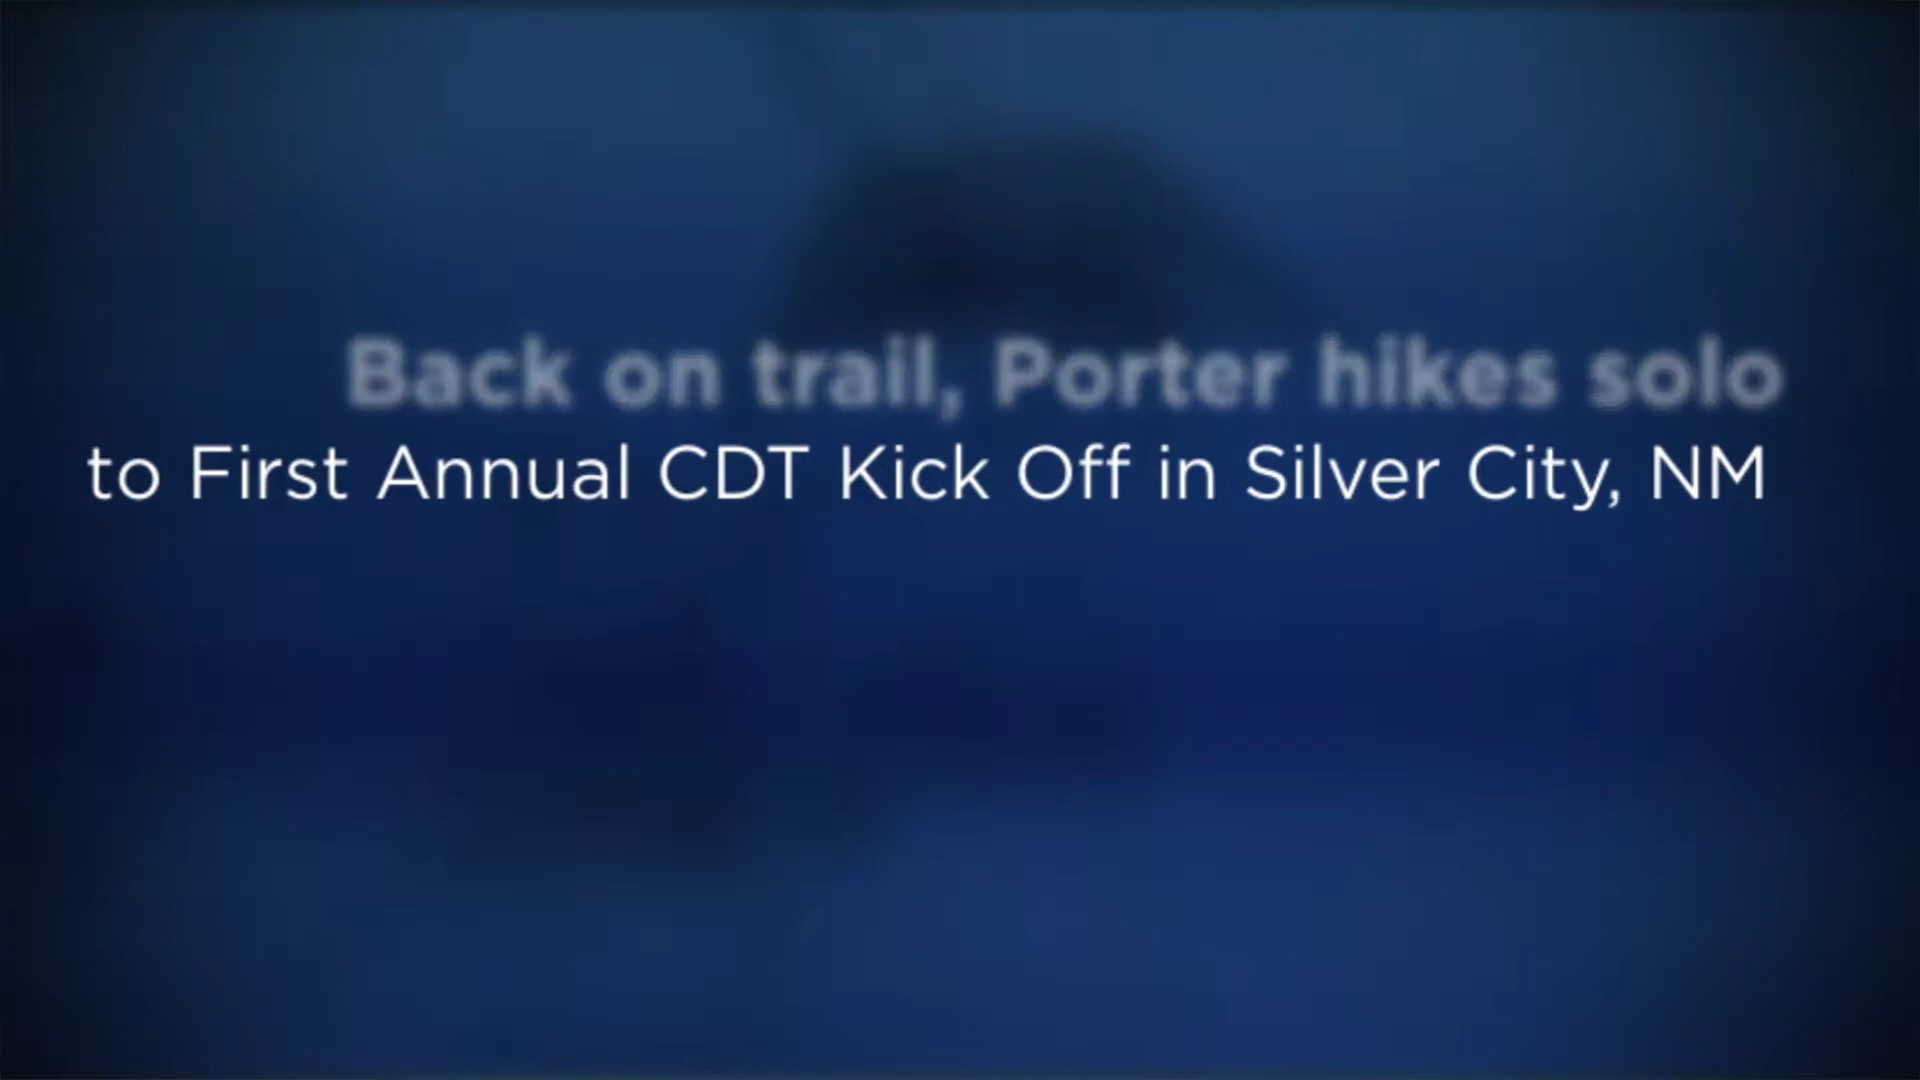 Back on trail, Porter hikes solo
to First Annual CDT Kick Off in Silver City, NM